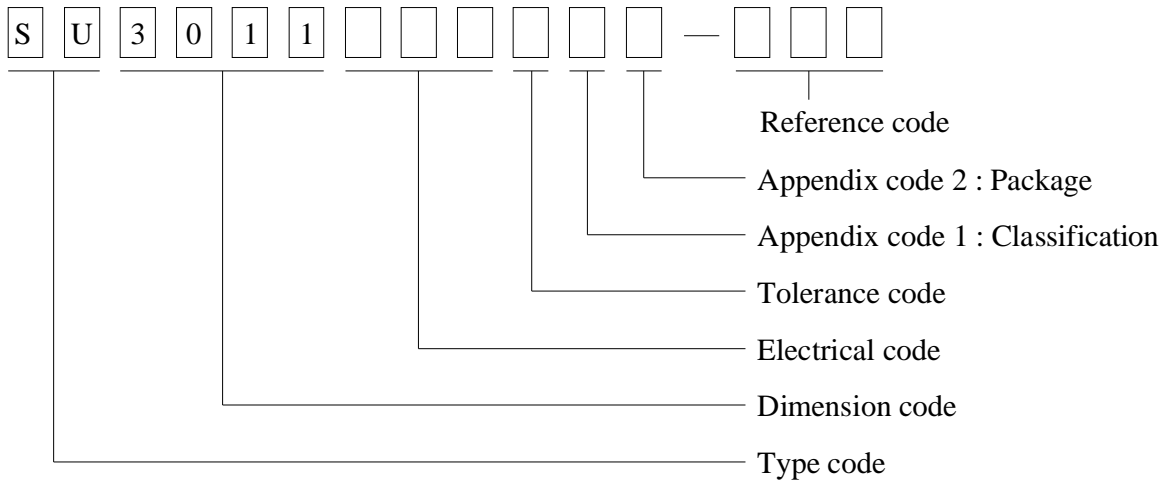 S U 3 0 1 1 —
Reference code
Appendix code 2 : Package
Appendix code 1 : Classification
Tolerance code
Electrical code
Dimension code
Type code